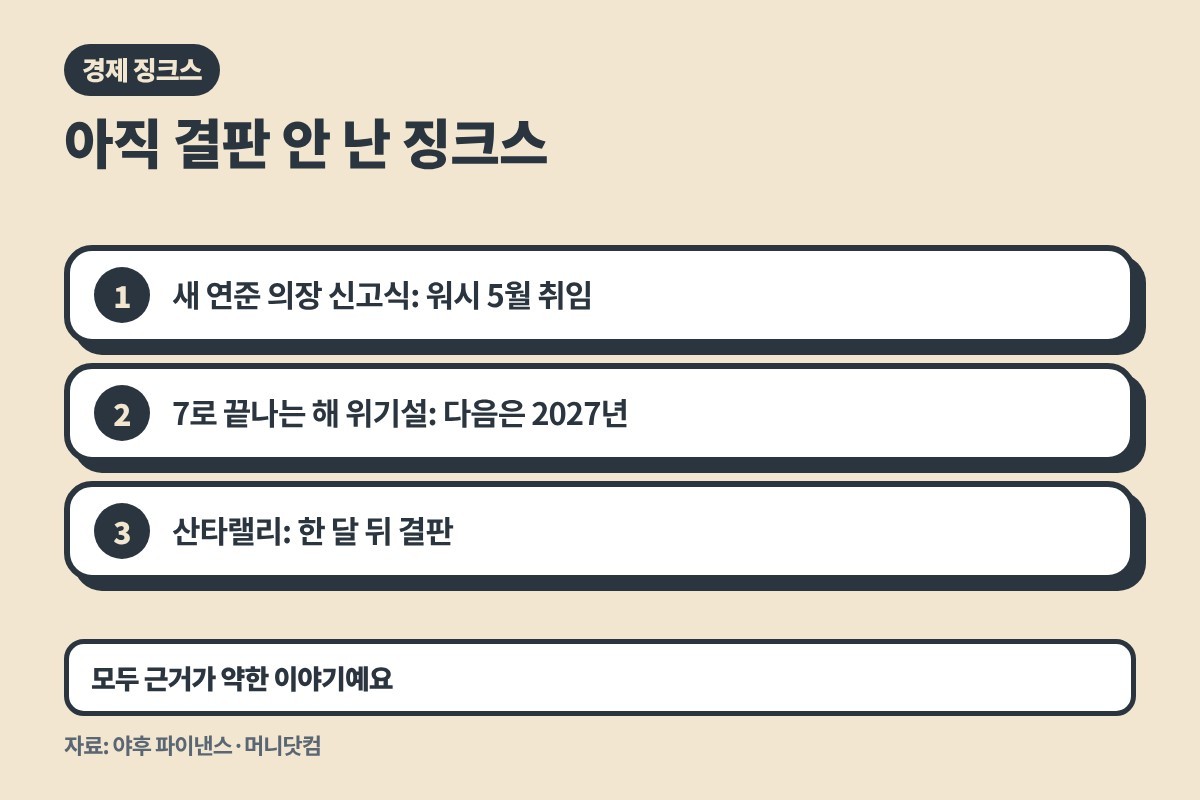 경제 징크스
아직 결판 안 난 징크스
1 새 연준 의장 신고식: 워시 5월 취임
2 7로 끝나는 해 위기설: 다음은 2027년
3 산타랠리: 한 달 뒤 결판
모두 근거가 약한 이야기예요
자료: 야후 파이낸스·머니닷컴